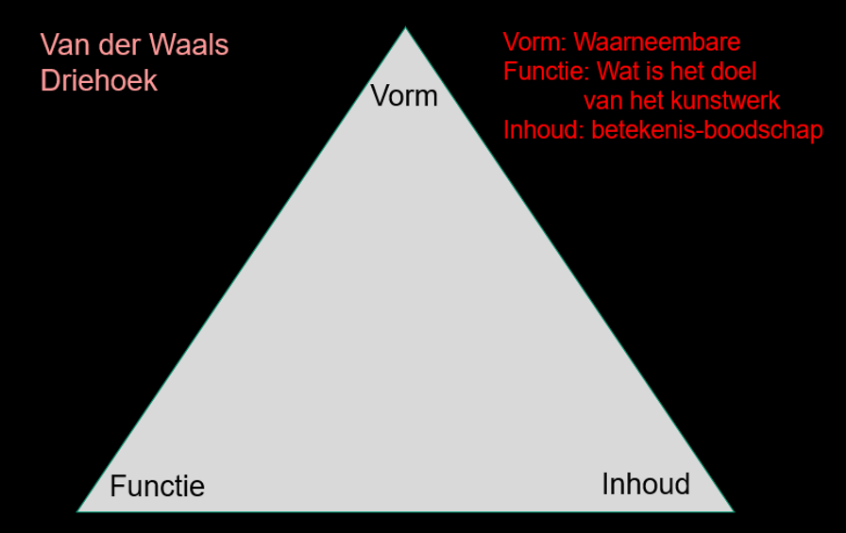 Van der Waals
Driehoek
Vorm: Waarneembare
Functie: Wat is het doel
van het kunstwerk
Inhoud: betekenis-boodschap
Vorm
Functie
Inhoud